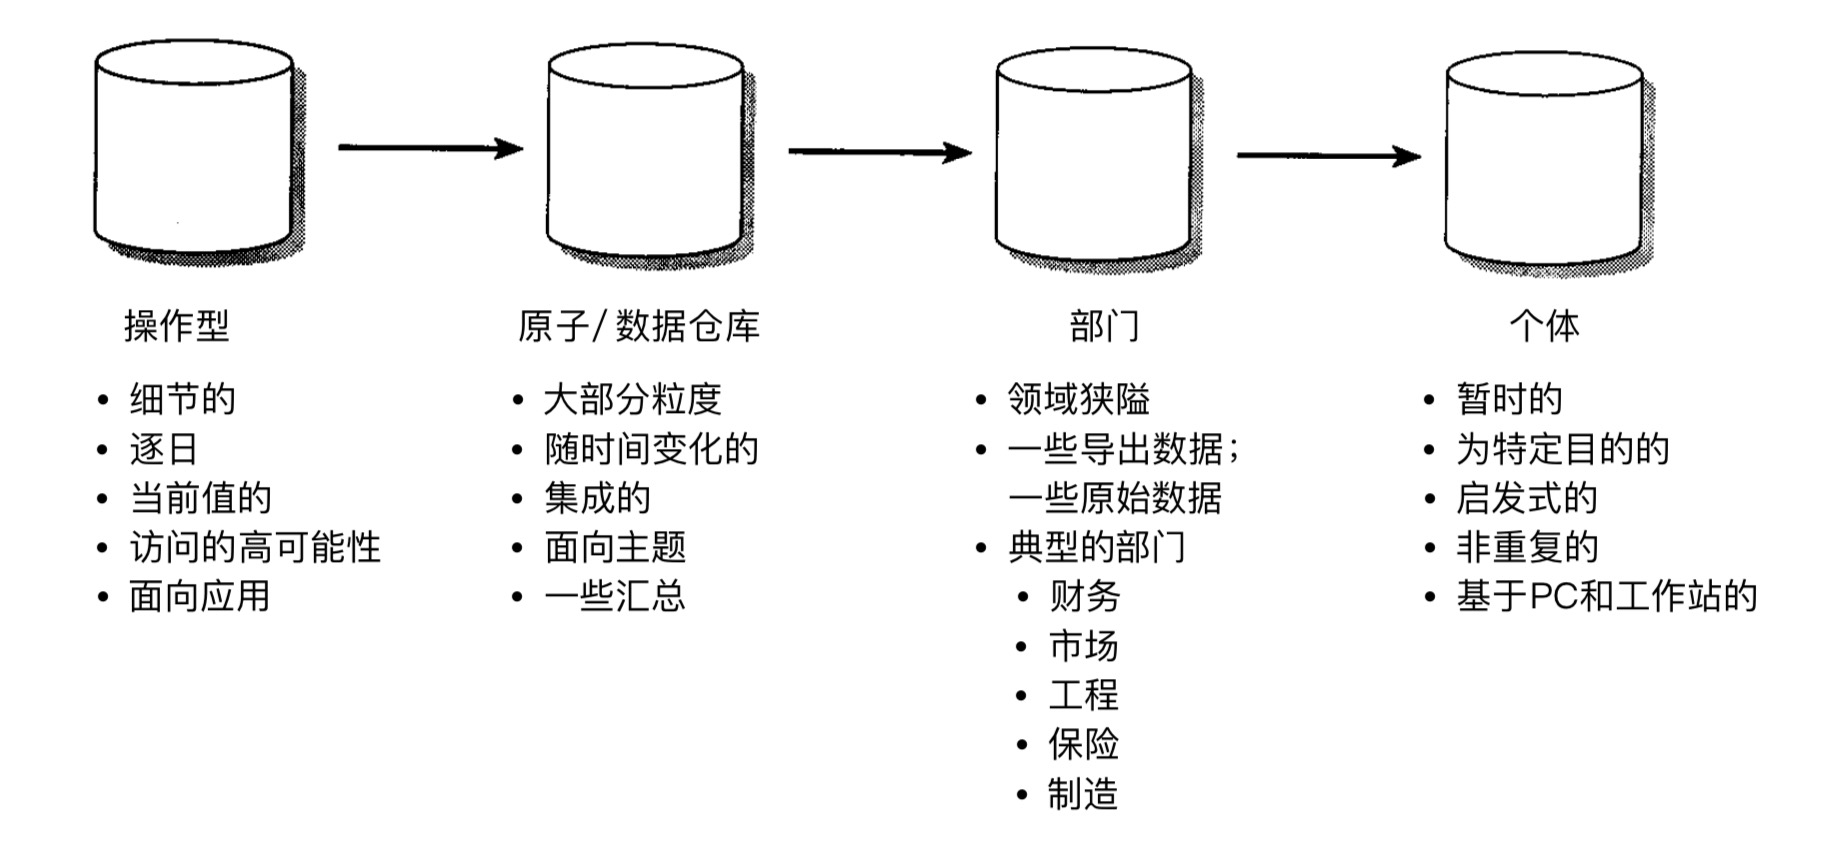 操作型
• 细节的
• 逐日
• 当前值的
• 访问的高可能性
• 面向应用
原子/数据仓库
• 大部分粒度
• 随时间变化的
• 集成的
• 面向主题
• 一些汇总
部门
• 领域狭隘
• 一些导出数据；
一些原始数据
• 典型的部门
• 财务
• 市场
• 工程
• 保险
• 制造
个体
• 暂时的
• 为特定目的的
• 启发式的
• 非重复的
• 基于PC和工作站的